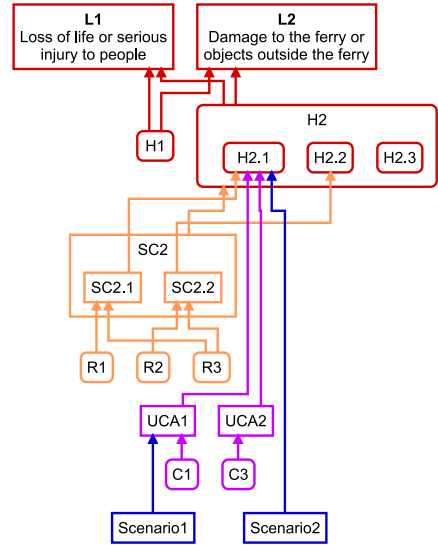 L1
Loss of life or serious
injury to people
L2
Damage to the ferry or
objects outside the ferry
H2
H1
H2.1
H2.2
H2.3
SC2
SC2.1
SC2.2
R1
R2
R3
UCA1
UCA2
C1
C3
Scenario1
Scenario2